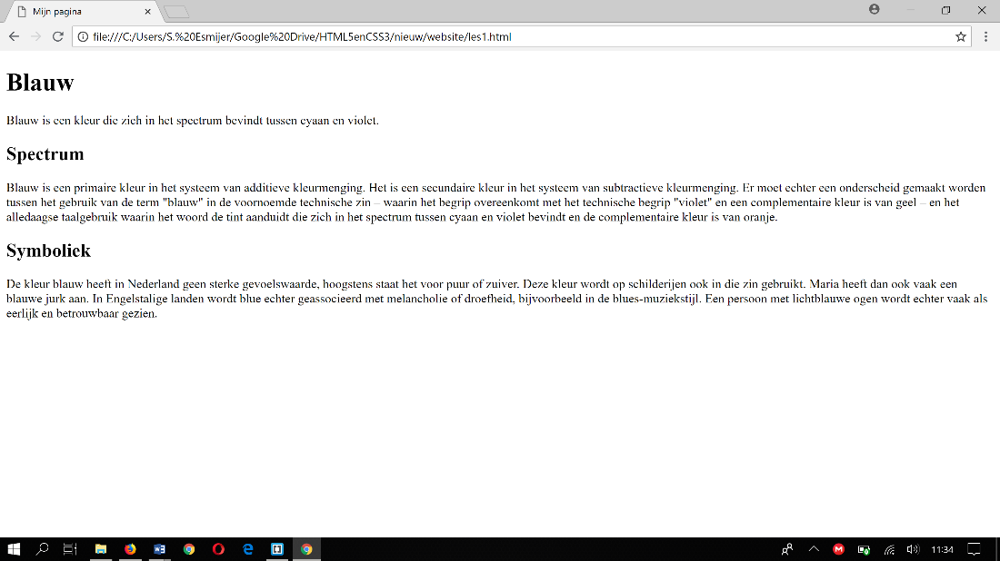 Mijn pagina
file:///C:/Users/S.%20Esmijer/Google%20Drive/HTML5enCSS3/nieuw/website/les1.html
Blauw
Blauw is een kleur die zich in het spectrum bevindt tussen cyaan en violet.
Spectrum
Blauw is een primaire kleur in het systeem van additieve kleurmenging. Het is een secundaire kleur in het systeem van subtractieve kleurmenging. Er moet echter een onderscheid gemaakt worden
tussen het gebruik van de term "blauw" in de voornoemde technische zin – waarin het begrip overeenkomt met het technische begrip "violet" en een complementaire kleur is van geel – en het
alledaagse taalgebruik waarin het woord de tint aanduidt die zich in het spectrum tussen cyaan en violet bevindt en de complementaire kleur is van oranje.
Symboliek
De kleur blauw heeft in Nederland geen sterke gevoelswaarde, hoogstens staat het voor puur of zuiver. Deze kleur wordt op schilderijen ook in die zin gebruikt. Maria heeft dan ook vaak een
blauwe jurk aan. In Engelstalige landen wordt blue echter geassocieerd met melancholie of droefheid, bijvoorbeeld in de blues-muziekstijl. Een persoon met lichtblauwe ogen wordt echter vaak als
eerlijk en betrouwbaar gezien.
11:34